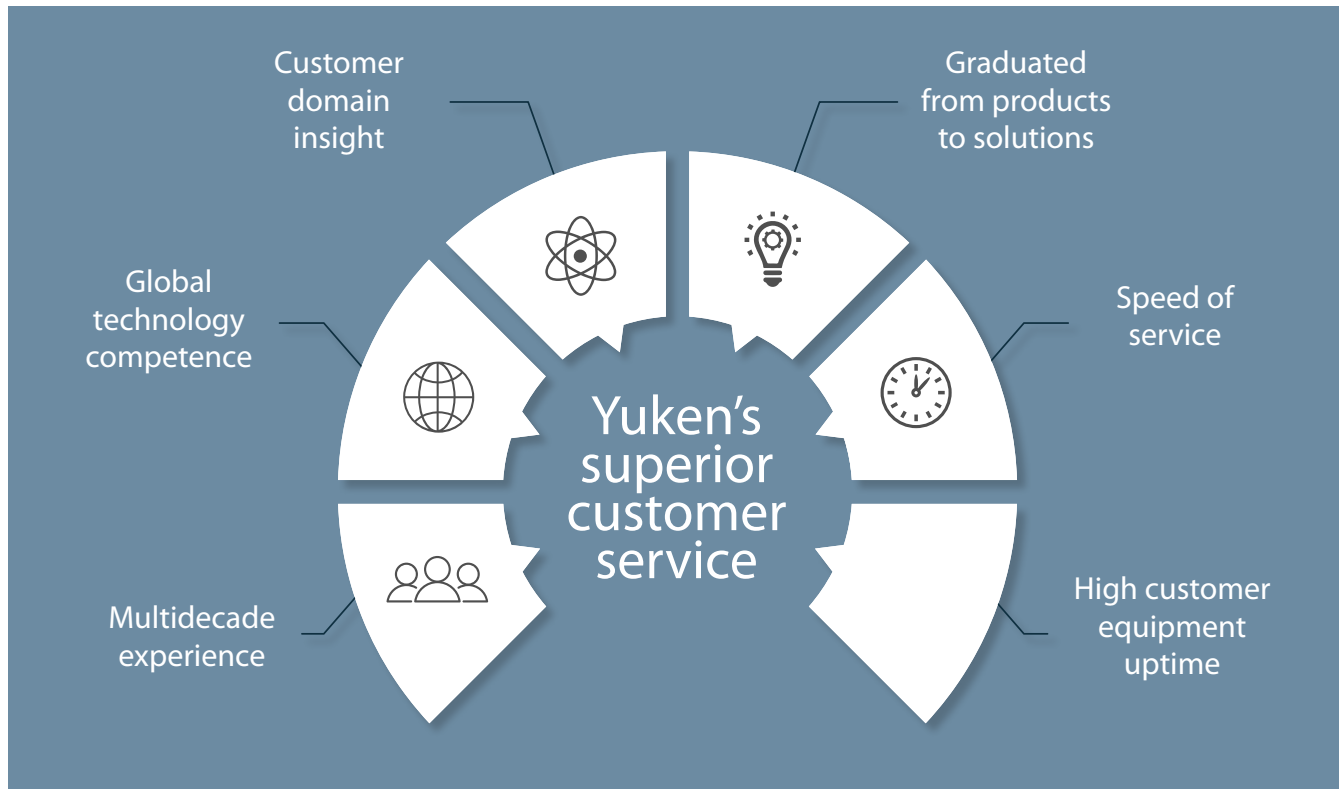 Customer
domain
insight
Graduated
from products
to solutions
Global
technology
competence
Speed of
service
Yuken’s
superior
customer
service
Multidecade
experience
High customer
equipment
uptime